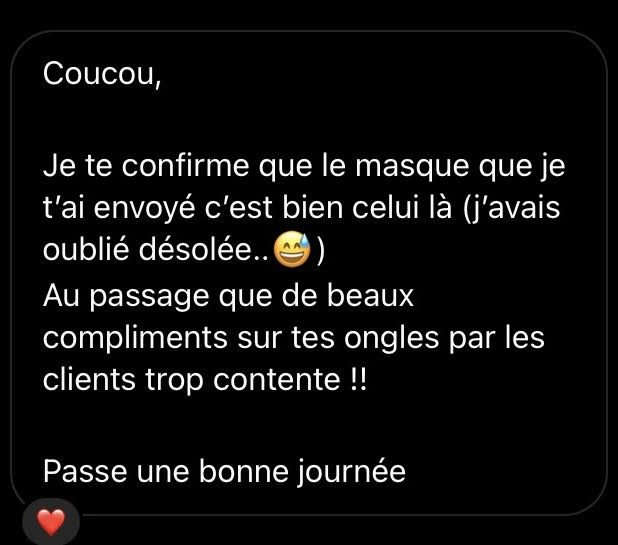 Coucou,
Je te confirme que le masque que je
t’ai envoyé c’est bien celui là (j’avais
oublié désolée..😅)
Au passage que de beaux
compliments sur tes ongles par les
clients trop contente !!
Passe une bonne journée